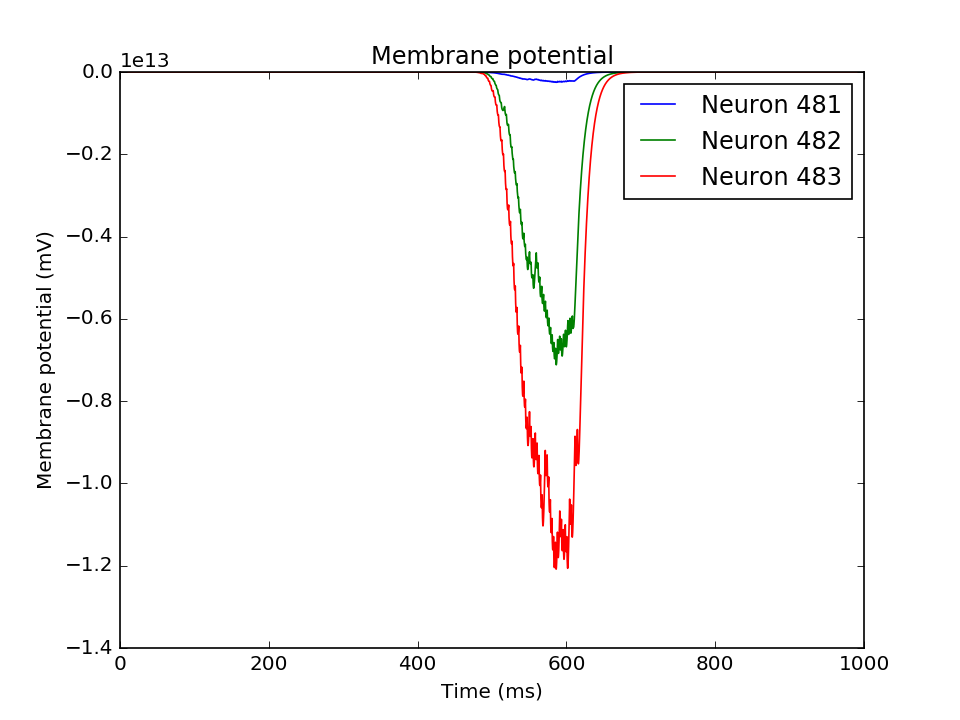 Membrane potential
1e13
0.0
−0.2
−0.4
−0.6
−0.8
−1.0
−1.2
−1.4
Membrane potential (mV)
Neuron 481
Neuron 482
Neuron 483
0 200 400 600 800 1000
Time (ms)